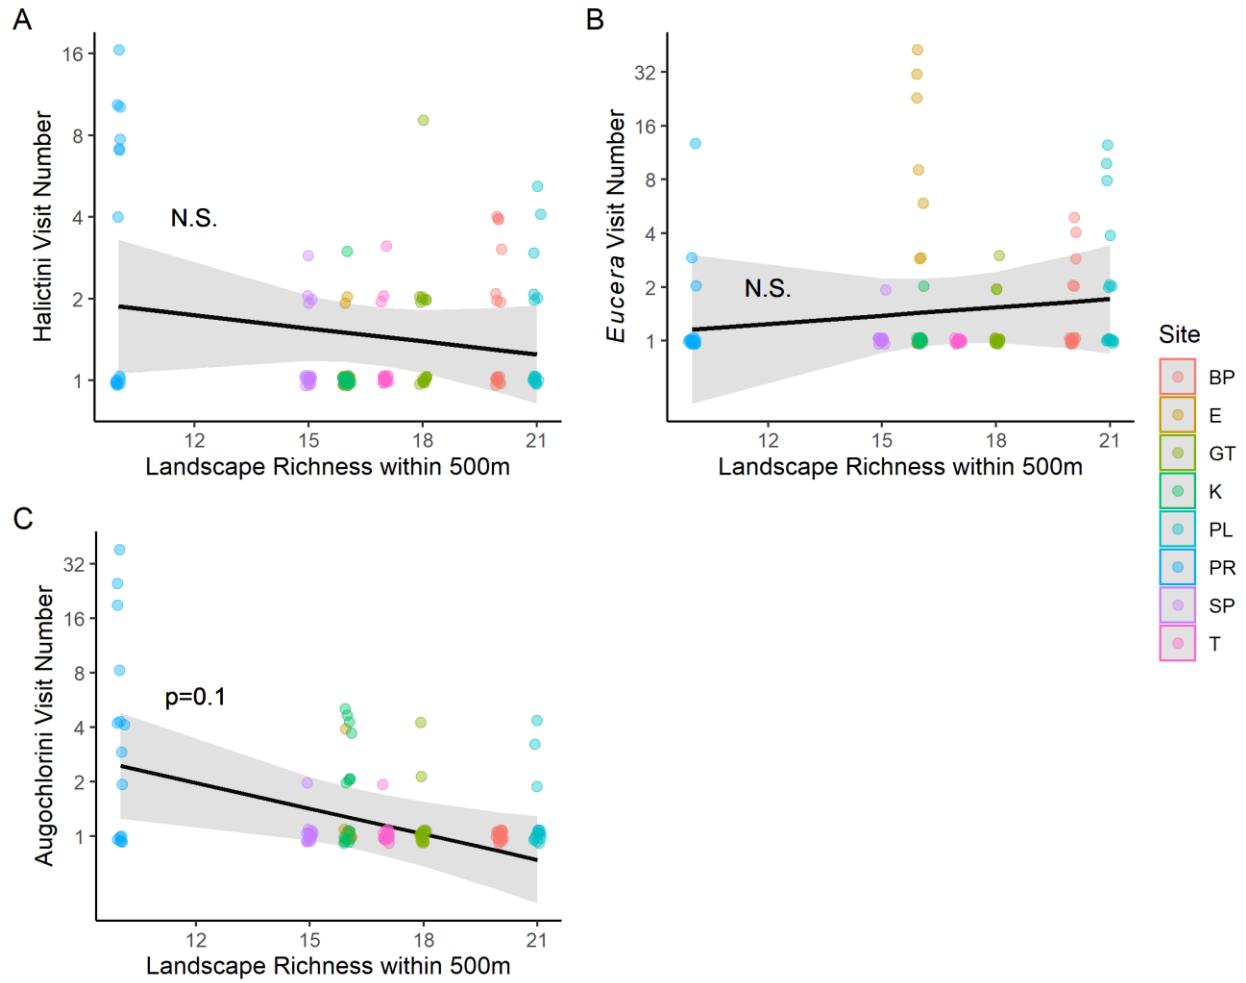 A
Halictini Visit Number
16
8
4
2
1
N.S.
12
15
18
21
Landscape Richness within 500m
B
Eucera Visit Number
32
16
8
4
2
1
N.S.
12
15
18
21
Landscape Richness within 500m
C
Augochlorini Visit Number
32
16
8
4
2
1
p=0.1
12
15
18
21
Landscape Richness within 500m
Site
BP
E
GT
K
PL
PR
SP
T